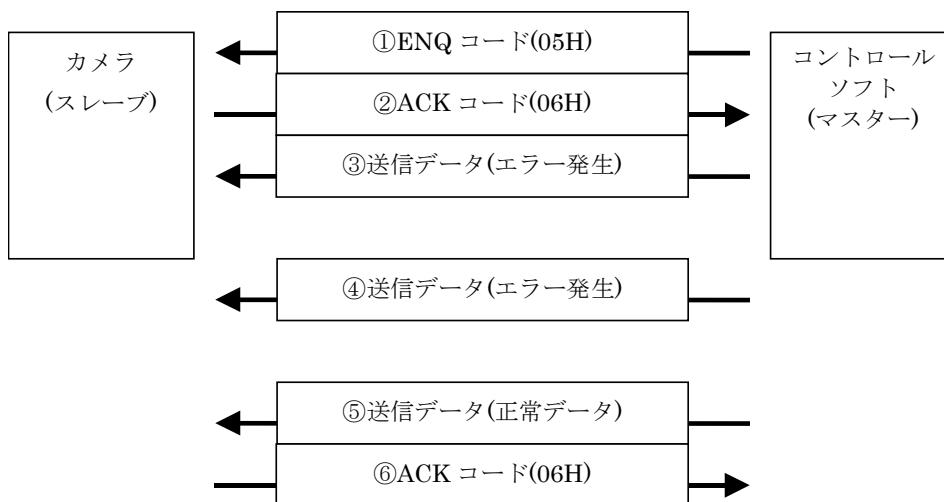 ①ENQ コード(05H)
カメラ
(スレーブ)
コントロール
ソフト
(マスター)
②ACK コード(06H)
③送信データ(エラー発生)
④送信データ(エラー発生)
⑤送信データ(正常データ)
⑥ACK コード(06H)